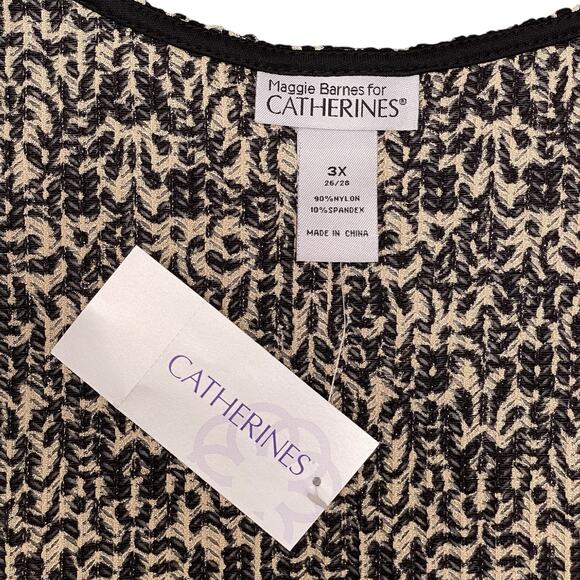 Maggie Barnes for
CATHERINES®
3X
26/28
90%NYLON
10%SPANDEX
MADE IN CHINA
CATHERINES®